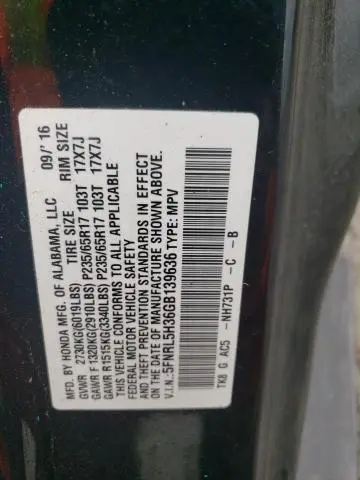 MFD. BY HONDA MFG. OF ALABAMA, LLC 09/' 16
TIRE SIZE RIM SIZE
GVWR 2730KG(6019LBS) P235/65R17 103T 17X7J
GAWR F 1320KG(2910LBS) P235/65R17 103T 17X7J
GAWR R1515KG(3340LBS)
THIS VEHICLE CONFORMS TO ALL APPLICABLE
FEDERAL MOTOR VEHICLE SAFETY
AND THEFT PREVENTION STANDARDS IN EFFECT
ON THE DATE OF MANUFACTURE SHOWN ABOVE.
V.I.N.:5FNRL5H36GB139636 TYPE: MPV
TK8 G AC5 -NH731P -C -B